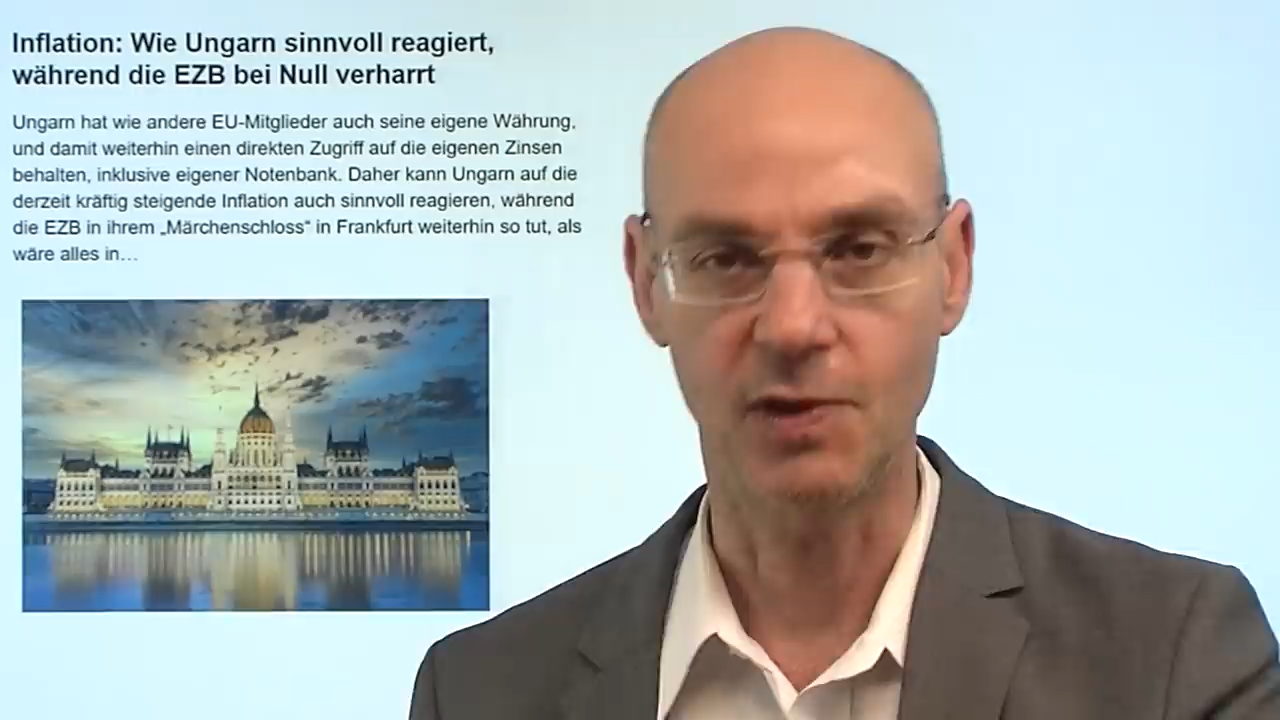 Inflation: Wie Ungarn sinnvoll reagiert,
während die EZB bei Null verharrt
Ungarn hat wie andere EU-Mitglieder auch seine eigene Währung,
und damit weiterhin einen direkten Zugriff auf die eigenen Zinsen
behalten, inklusive eigener Notenbank. Daher kann Ungarn auf die
derzeit kräftig steigende Inflation auch sinnvoll reagieren, während
die EZB in ihrem „Märchenschloss“ in Frankfurt weiterhin so tut, als
wäre alles in…